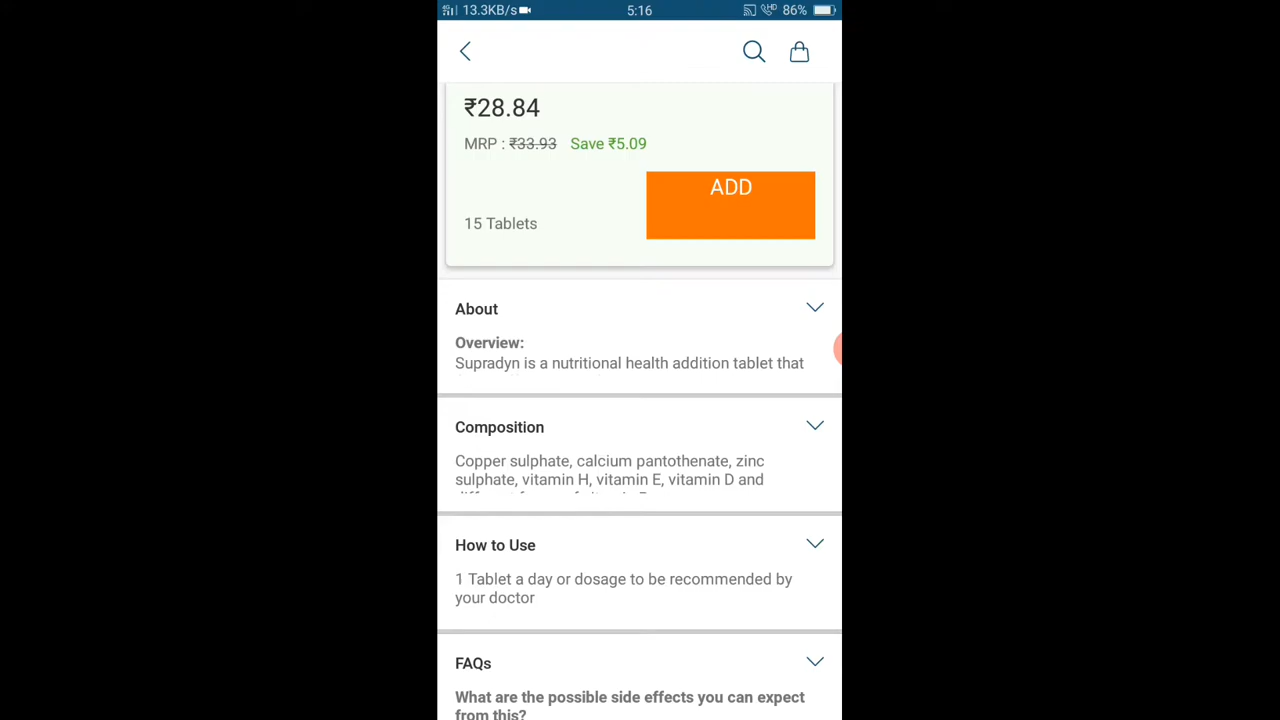 13.3KB/s 5:16 HD 86%
₹28.84
MRP : ₹33.93 Save ₹5.09
ADD
15 Tablets
About
Overview:
Supradyn is a nutritional health addition tablet that
Composition
Copper sulphate, calcium pantothenate, zinc
sulphate, vitamin H, vitamin E, vitamin D and
How to Use
1 Tablet a day or dosage to be recommended by
your doctor
FAQs
What are the possible side effects you can expect
from this?